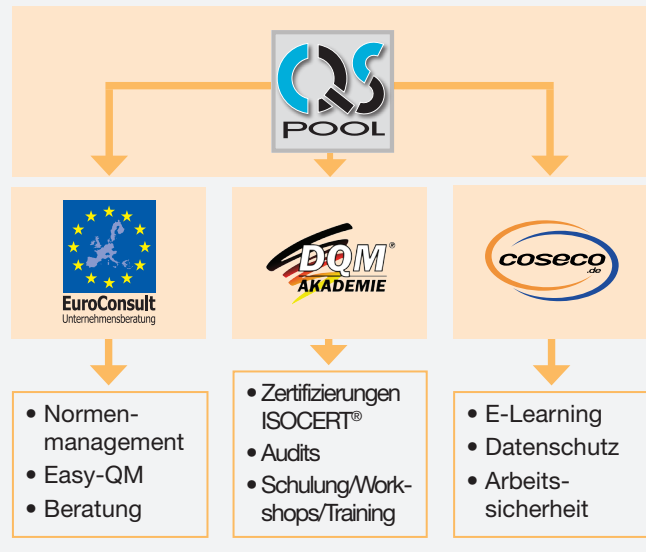 CQS
POOL
EuroConsult
Unternehmensberatung
DQM®
AKADEMIE
coseco
.de
• Normen-
management
• Easy-QM
• Beratung
• Zertifizierungen
ISOCERT®
• Audits
• Schulung/Work-
shops/Training
• E-Learning
• Datenschutz
• Arbeits-
sicherheit